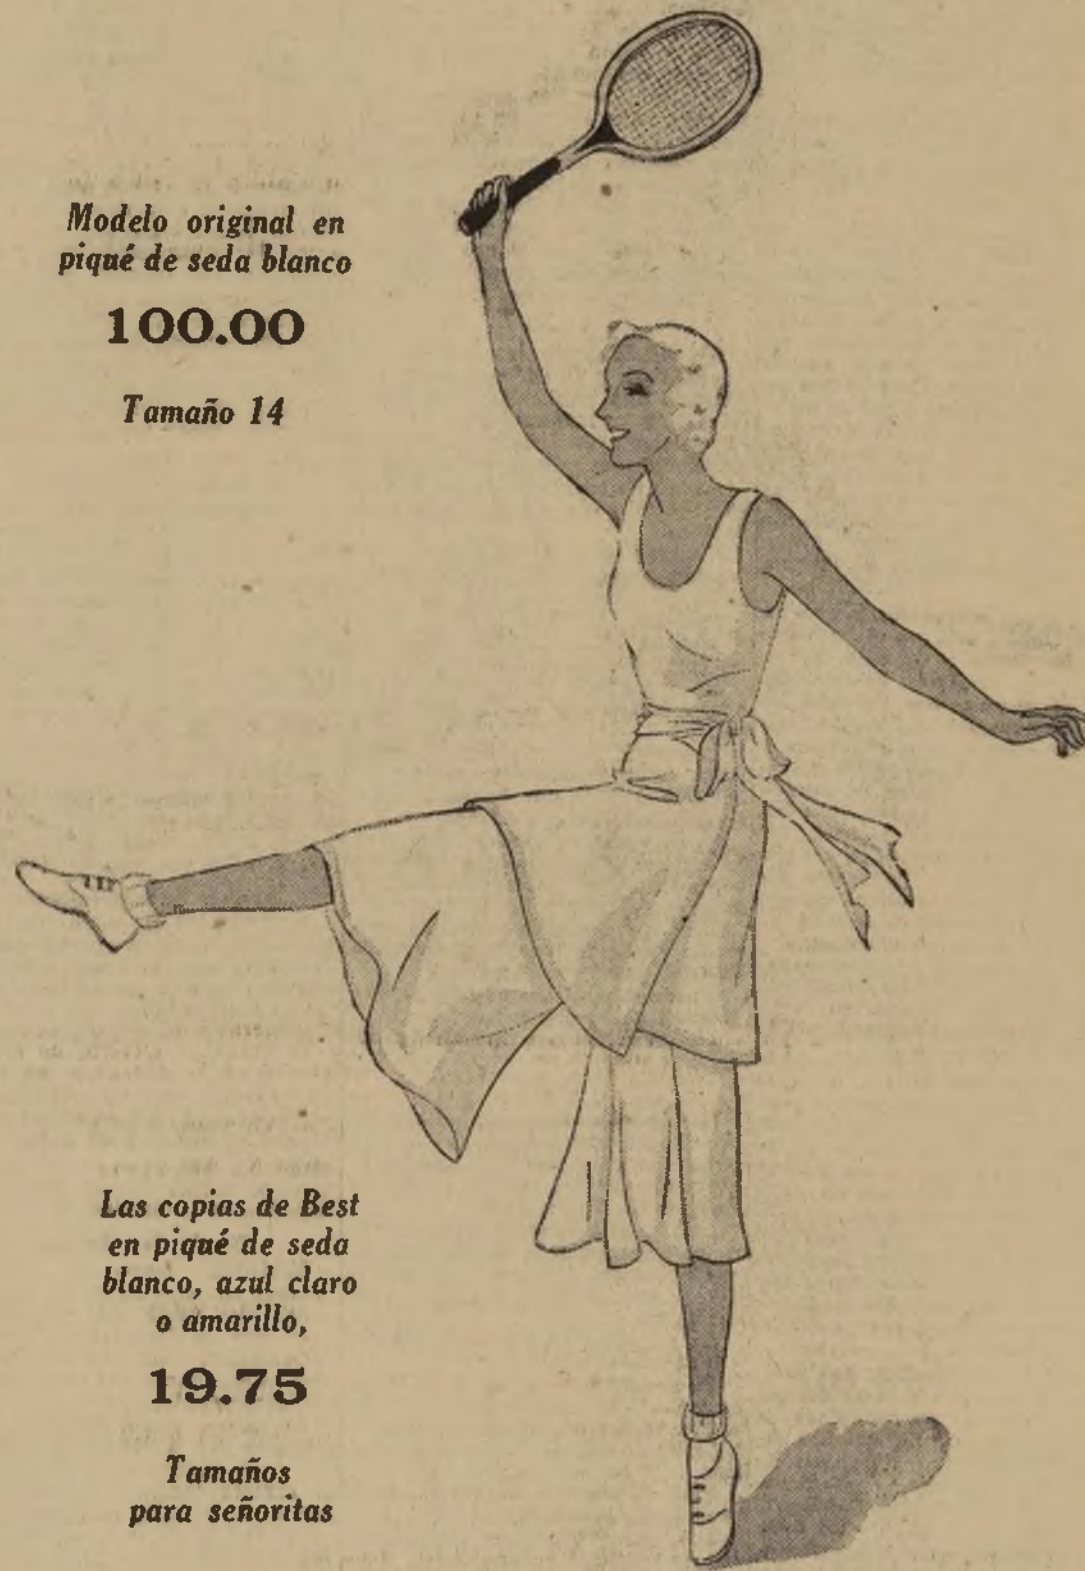 Modelo original en
piqué de seda blanco
100.00
Tamaño 14
Las copias de Best
en piqué de seda
blanco, azul claro
o amarillo,
19.75
Tamaños
para señoritas